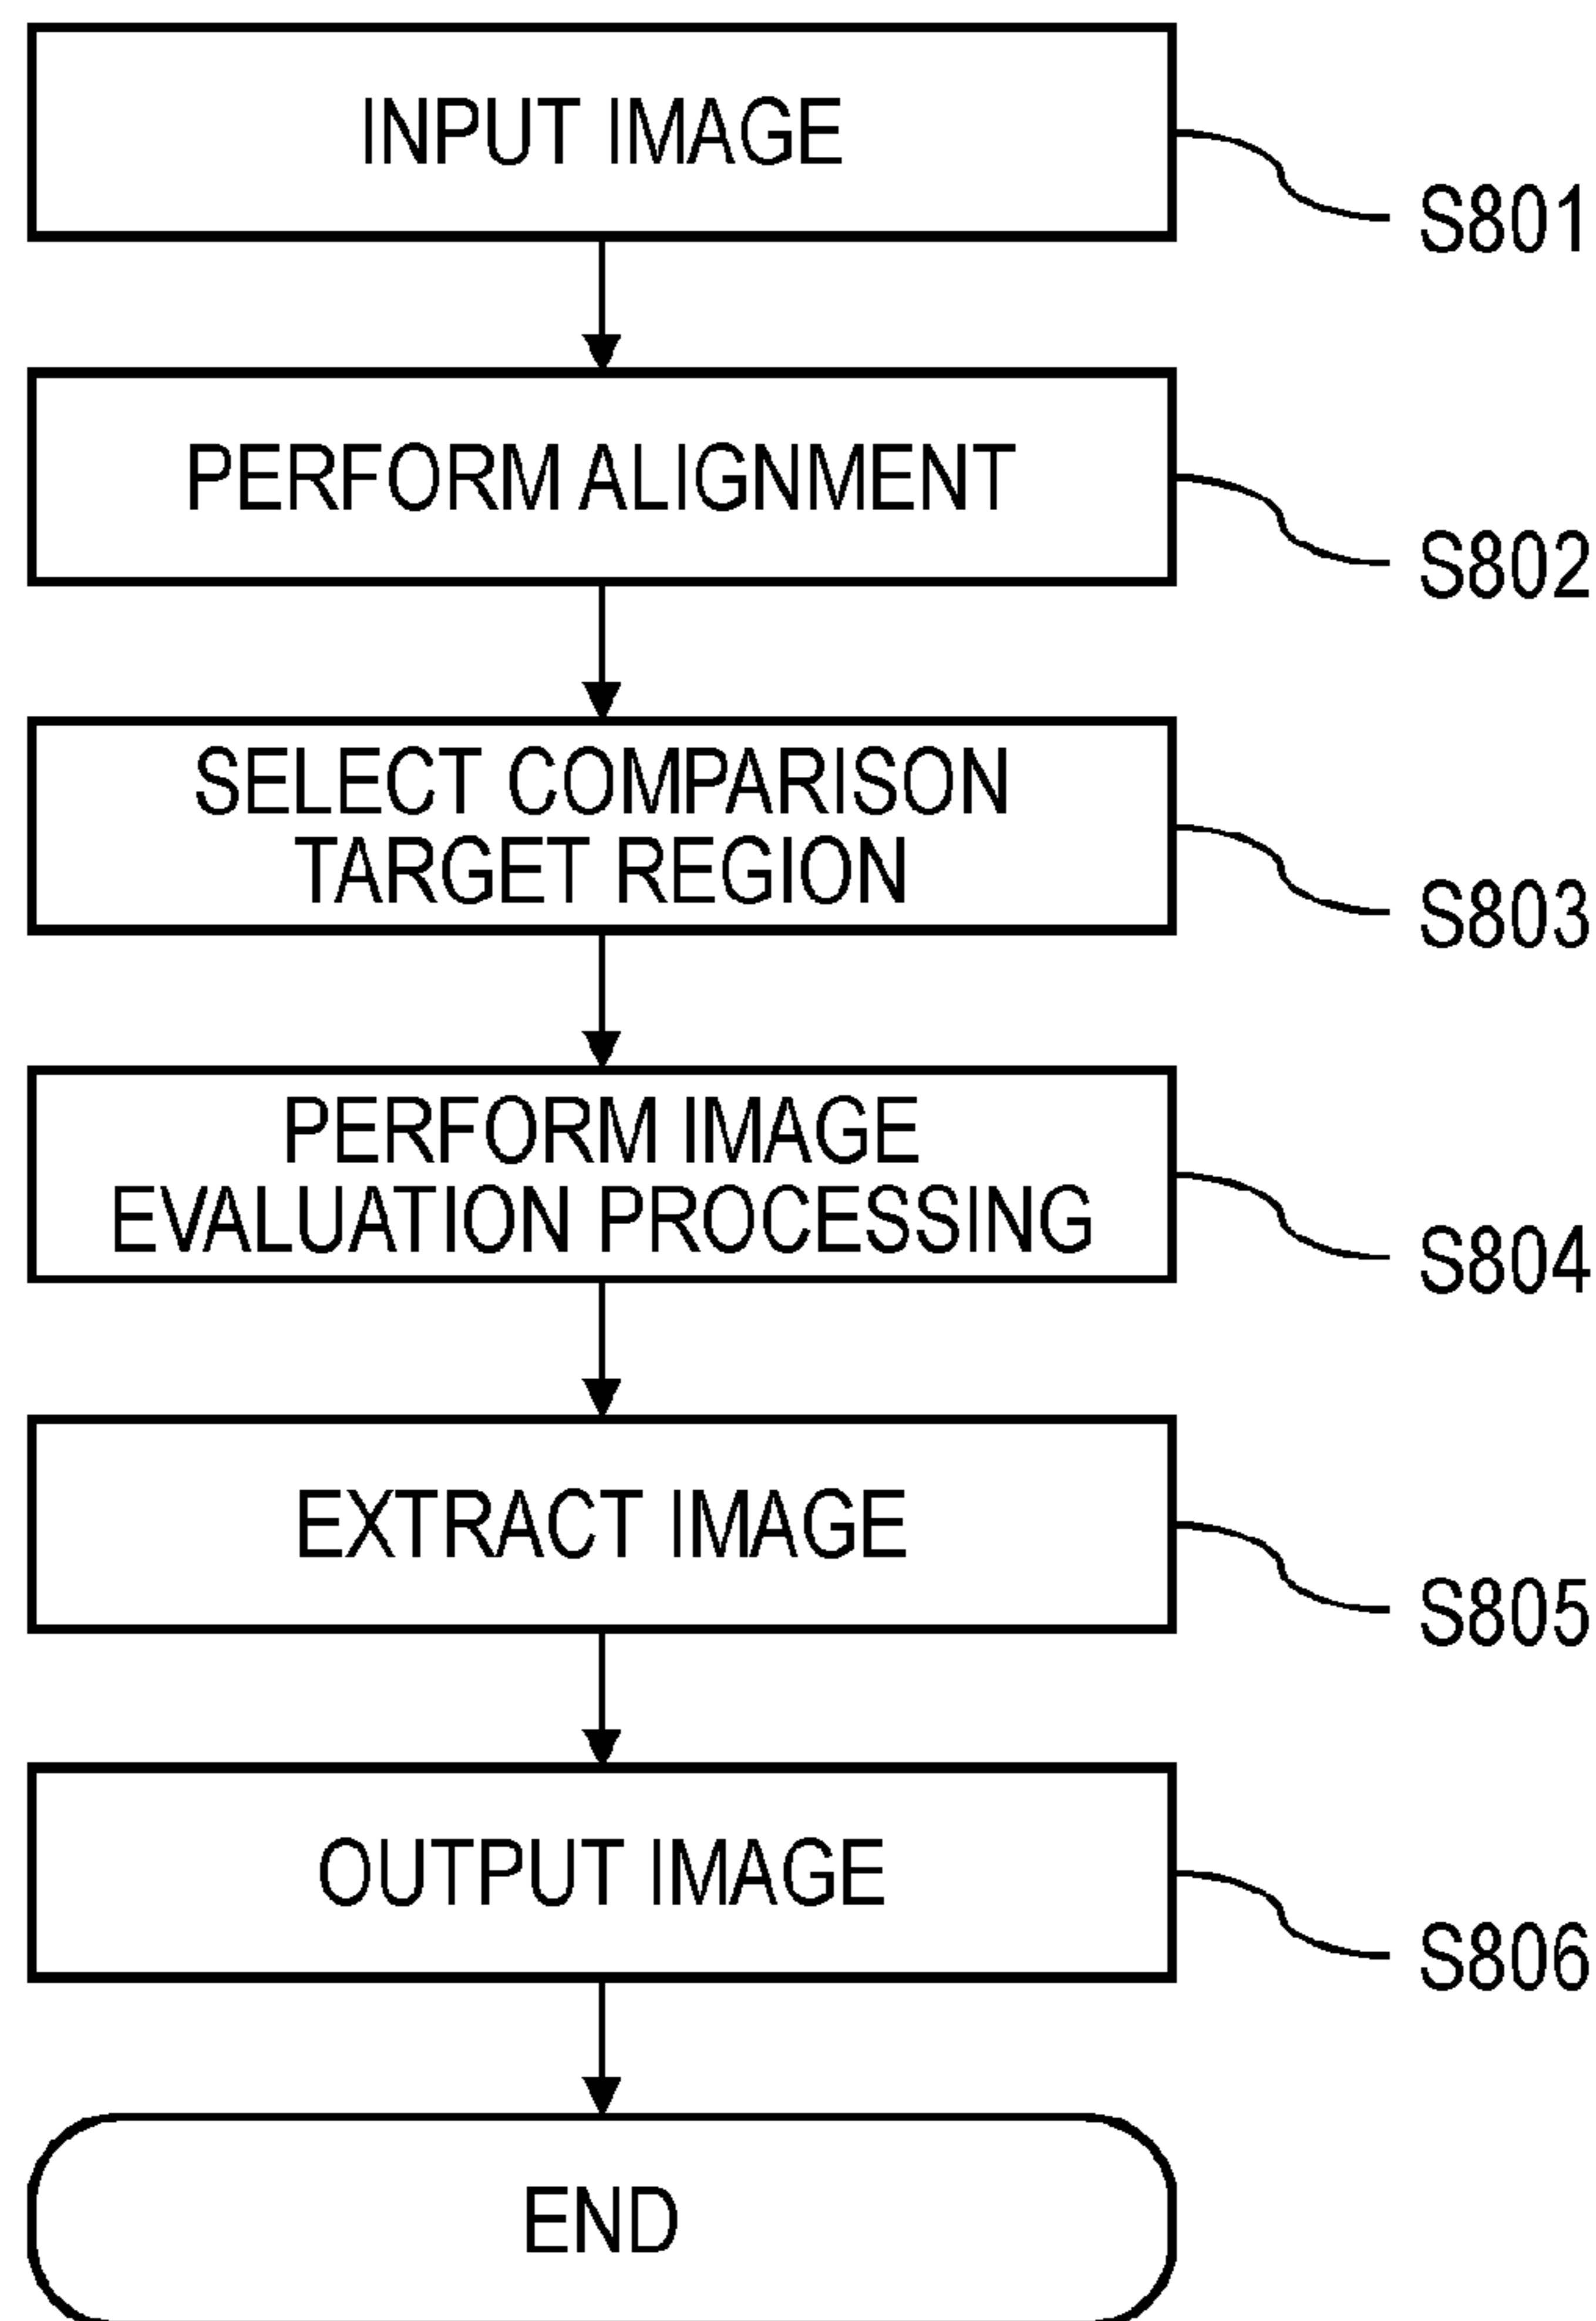 INPUT IMAGE
S801
PERFORM ALIGNMENT
S802
SELECT COMPARISON
TARGET REGION
S803
PERFORM IMAGE
EVALUATION PROCESSING
S804
EXTRACT IMAGE
S805
OUTPUT IMAGE
S806
END